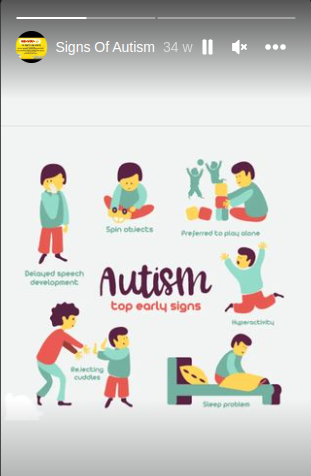 Signs Of Autism 34 w
Spin objects
Preferred to play alone
Delayed speech
development
Autism
top early signs
Hyperactivity
Rejecting
cuddles
Sleep problem